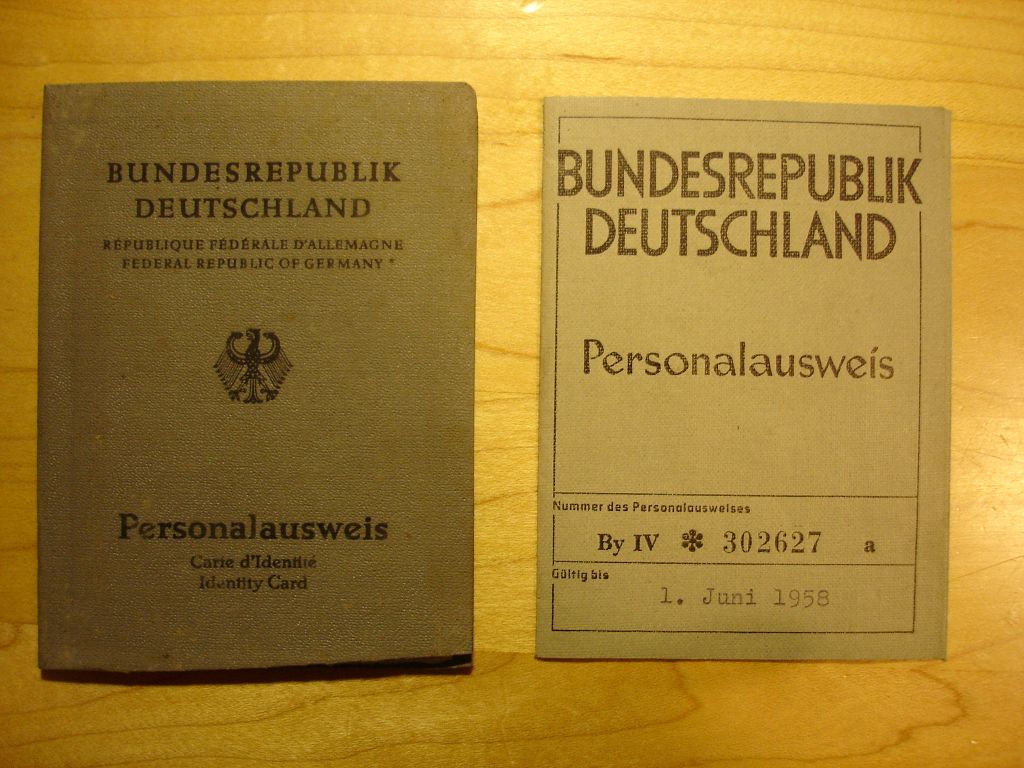 BUNDESREPUBLIK
DEUTSCHLAND
RÉPUBLIQUE FÉDÉRALE D'ALLEMAGNE
FEDERAL REPUBLIC OF GERMANY *
Personalausweis
Carte d'Identité
Identity Card
BUNDESREPUBLIK
DEUTSCHLAND
Personalausweis
Nummer des Personalausweises
By IV ✽ 302627 a
Gültig bis
1. Juni 1958